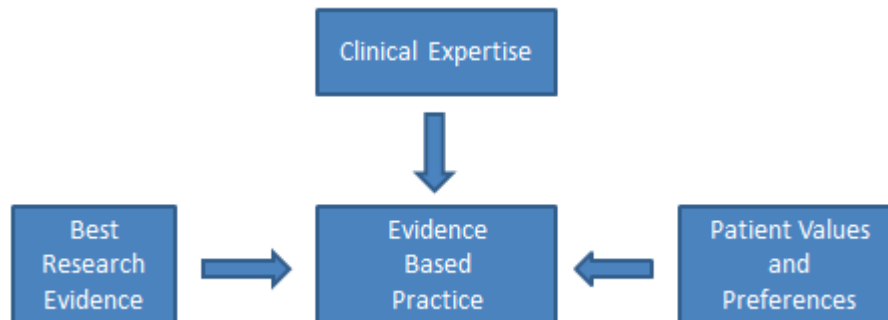 Clinical Expertise
Best
Research
Evidence
Evidence
Based
Practice
Patient Values
and
Preferences